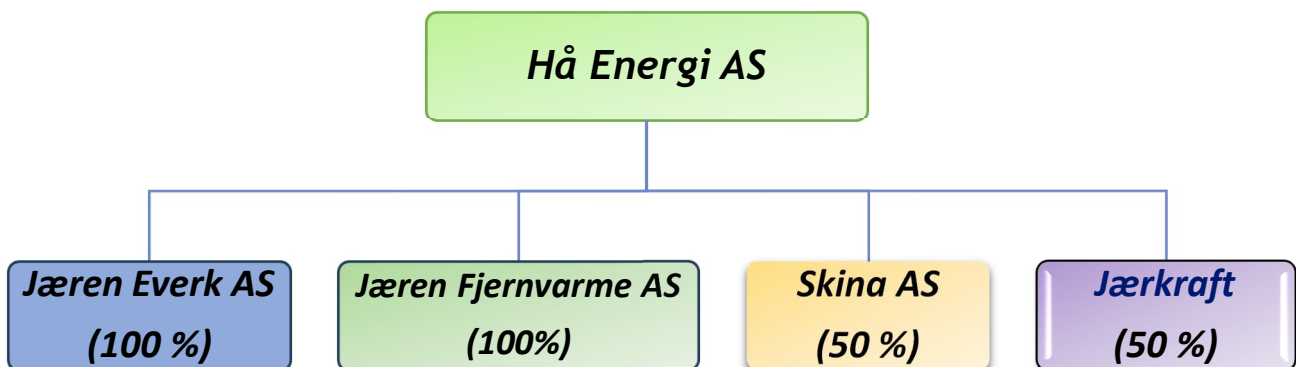 Hå Energi AS
Jæren Everk AS
(100 %)
Jæren Fjernvarme AS
(100%)
Skina AS
(50 %)
Jærkraft
(50 %)